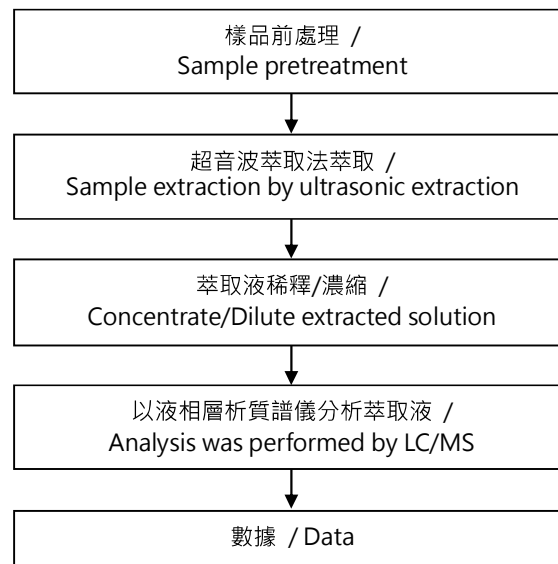 樣品前處理 /
Sample pretreatment
超音波萃取法萃取 /
Sample extraction by ultrasonic extraction
萃取液稀釋/濃縮 /
Concentrate/Dilute extracted solution
以液相層析質譜儀分析萃取液 /
Analysis was performed by LC/MS
數據 / Data